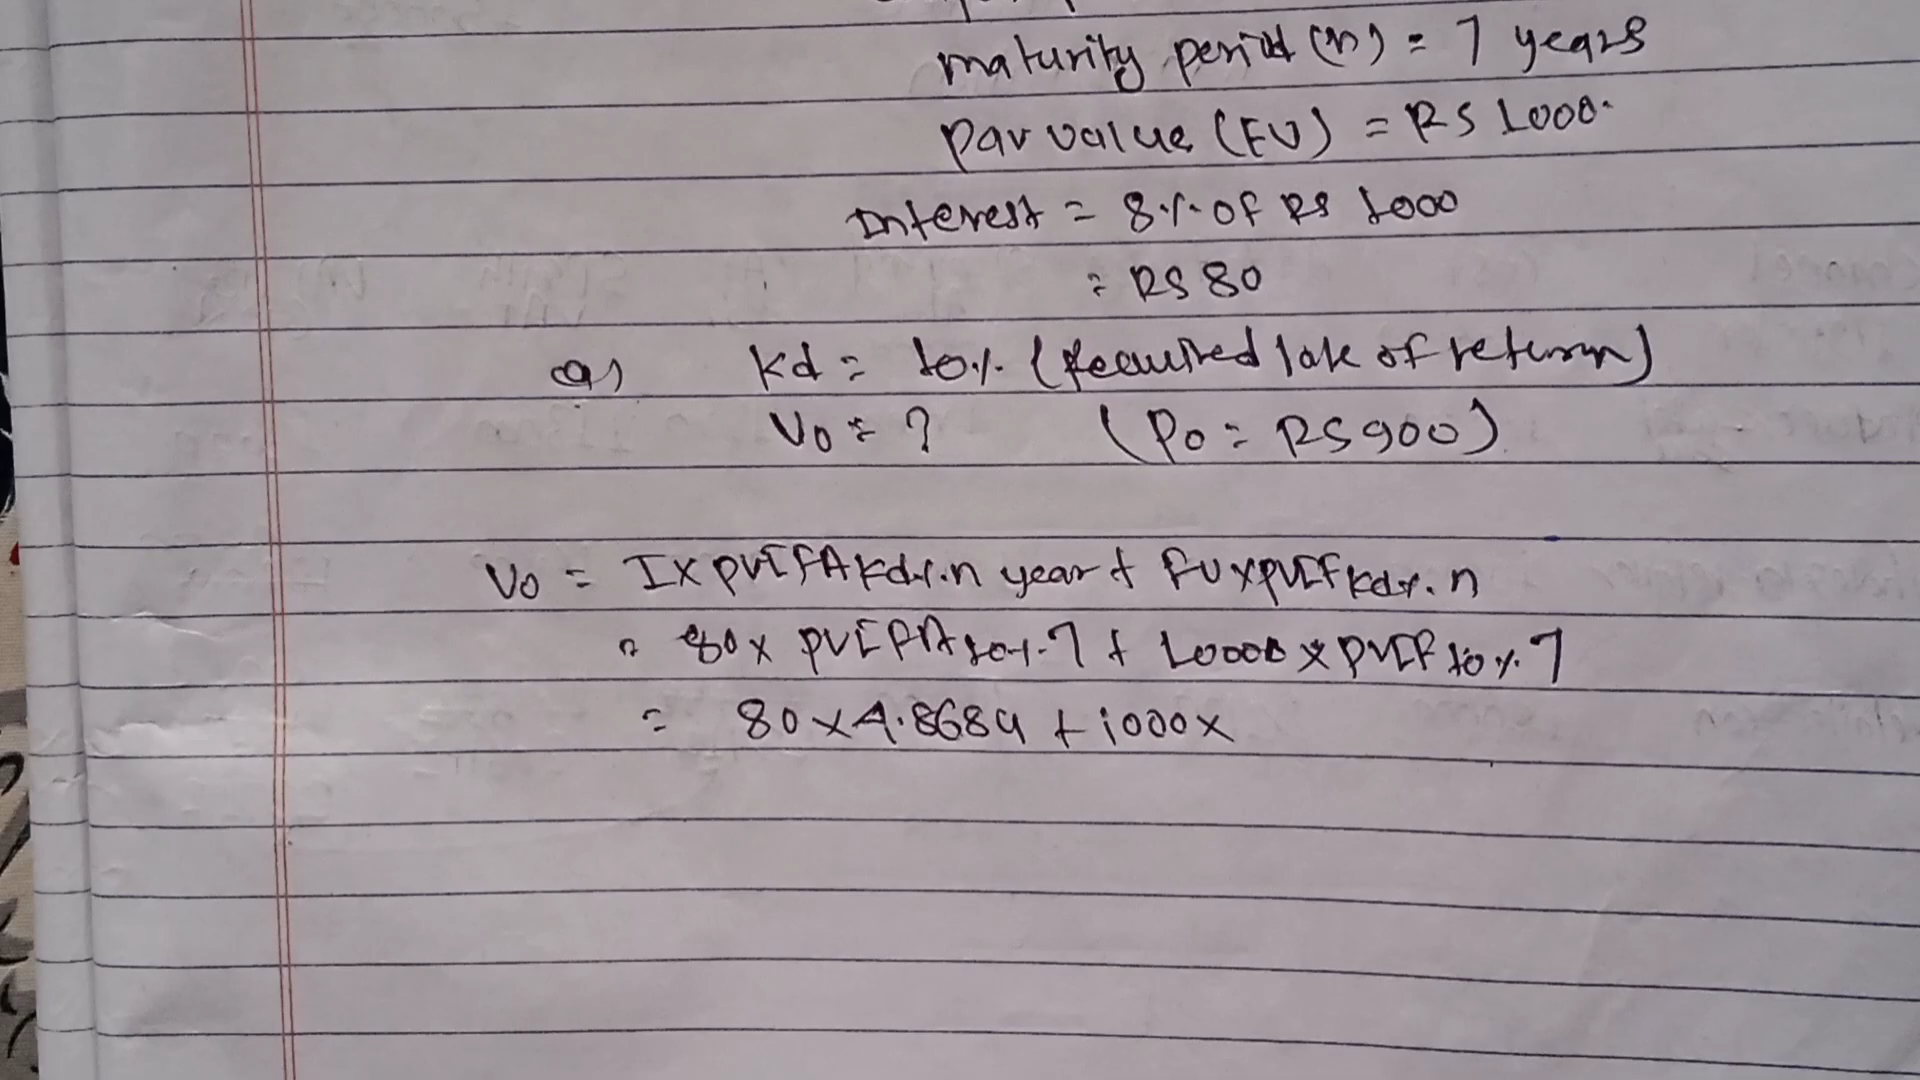 maturity period (n) = 7 years
par value (FV) = RS 1000.
Interest = 8% of RS 1000
= RS 80
a) kd = 10% (Required rate of return)
V0 = ? (P0 = RS 900)
V0 = I x PVIFA kd%.n year + FV x PVIF kd%.n
= 80 x PVIFA 10%.7 + 1000 x PVIF 10%.7
= 80 x 4.8684 + 1000 x